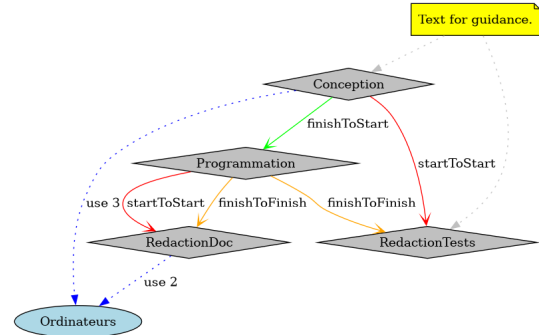 Text for guidance.
Conception
finishToStart
startToStart
Programmation
use 3
startToStart
finishToFinish
finishToFinish
RedactionDoc
RedactionTests
use 2
Ordinateurs